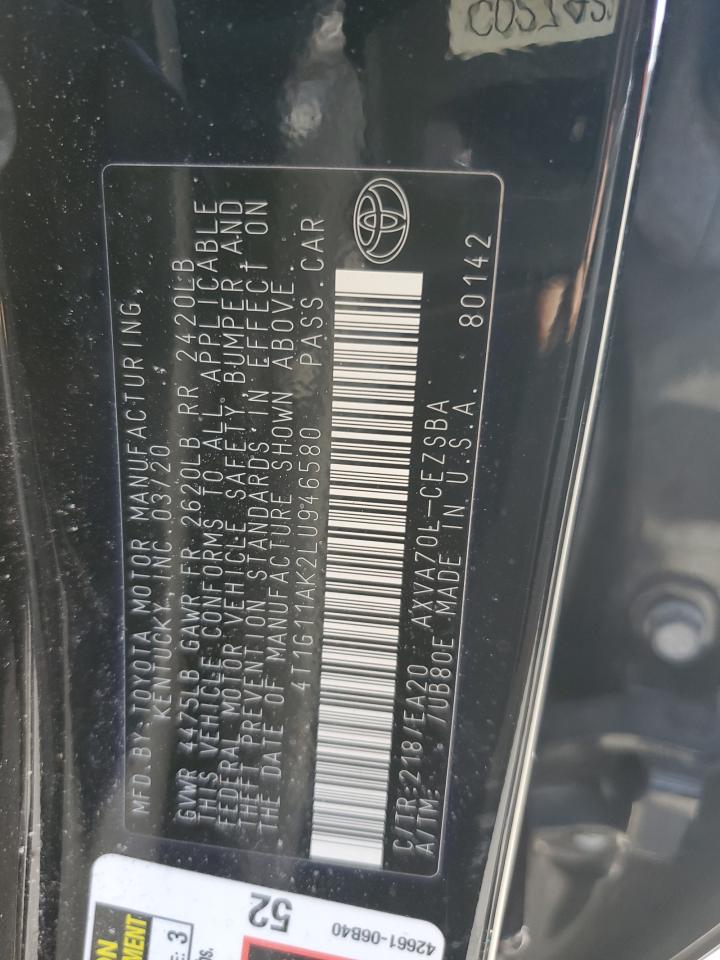 MFD. BY: TOYOTA MOTOR MANUFACTURING,
KENTUCKY, INC 03/20
GVWR 4475LB GAWR FR 2620LB RR 2420LB
THIS VEHICLE CONFORMS TO ALL APPLICABLE
FEDERAL MOTOR VEHICLE SAFETY, BUMPER AND
THEFT PREVENTION STANDARDS IN EFFECT ON
THE DATE OF MANUFACTURE SHOWN ABOVE.
4T1G11AK2LU946580 PASS.CAR
C/TR:218/EA20 AXVA70L-CEZSBA
A/TM: /UB80E MADE IN U.S.A. 80142
52
42661-06B40
3